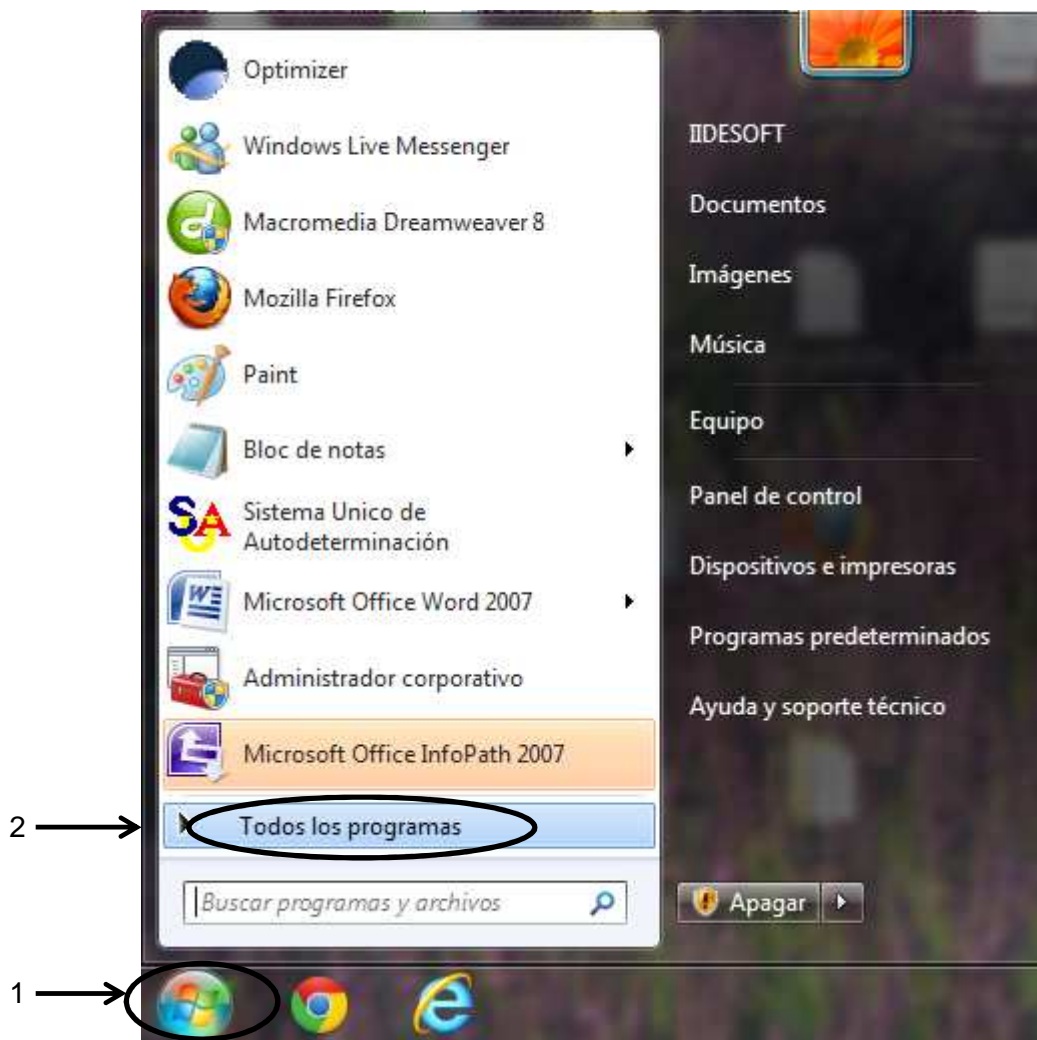 Optimizer
Windows Live Messenger
Macromedia Dreamweaver 8
Mozilla Firefox
Paint
Bloc de notas
Sistema Unico de
Autodeterminación
Microsoft Office Word 2007
Administrador corporativo
Microsoft Office InfoPath 2007
2
Todos los programas
Buscar programas y archivos
1
IIDESOFT
Documentos
Imágenes
Música
Equipo
Panel de control
Dispositivos e impresoras
Programas predeterminados
Ayuda y soporte técnico
Apagar